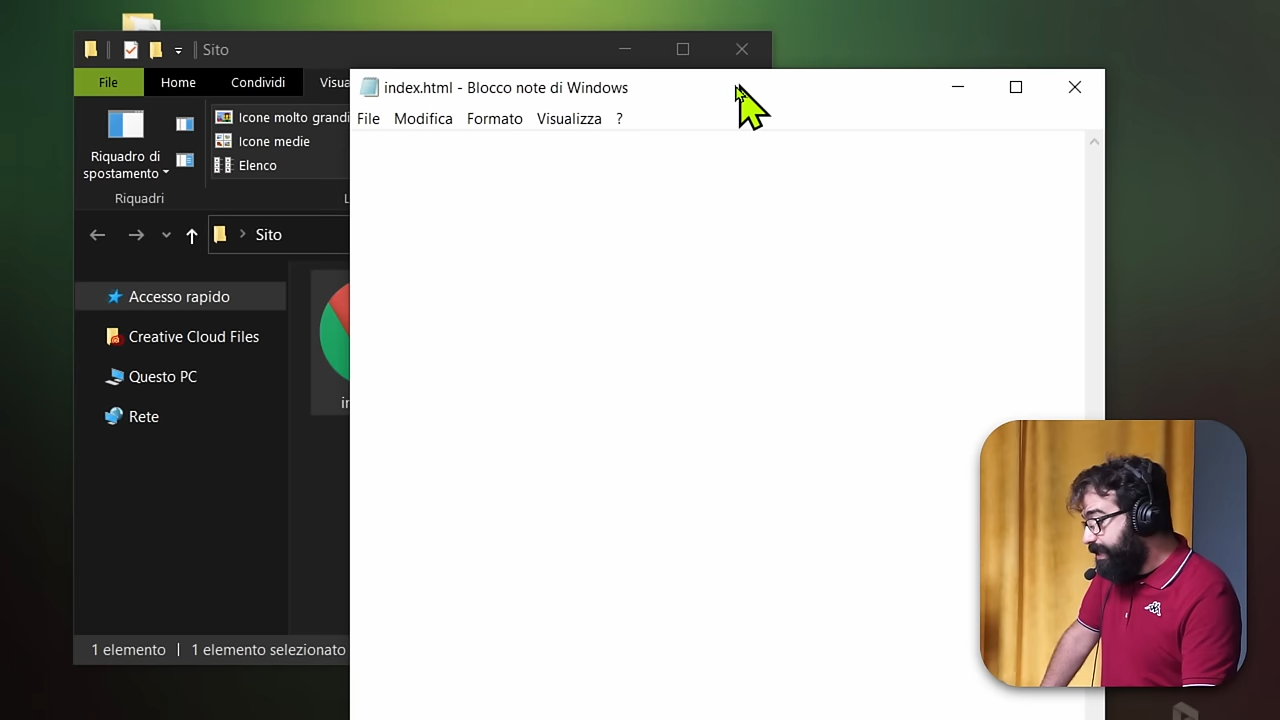 Sito
File Home Condividi Visua
Icone molto grandi
Icone medie
Elenco
Riquadro di
spostamento
Riquadri
L
Sito
Accesso rapido
Creative Cloud Files
Questo PC
Rete
in
1 elemento
1 elemento selezionato
index.html - Blocco note di Windows
File Modifica Formato Visualizza ?